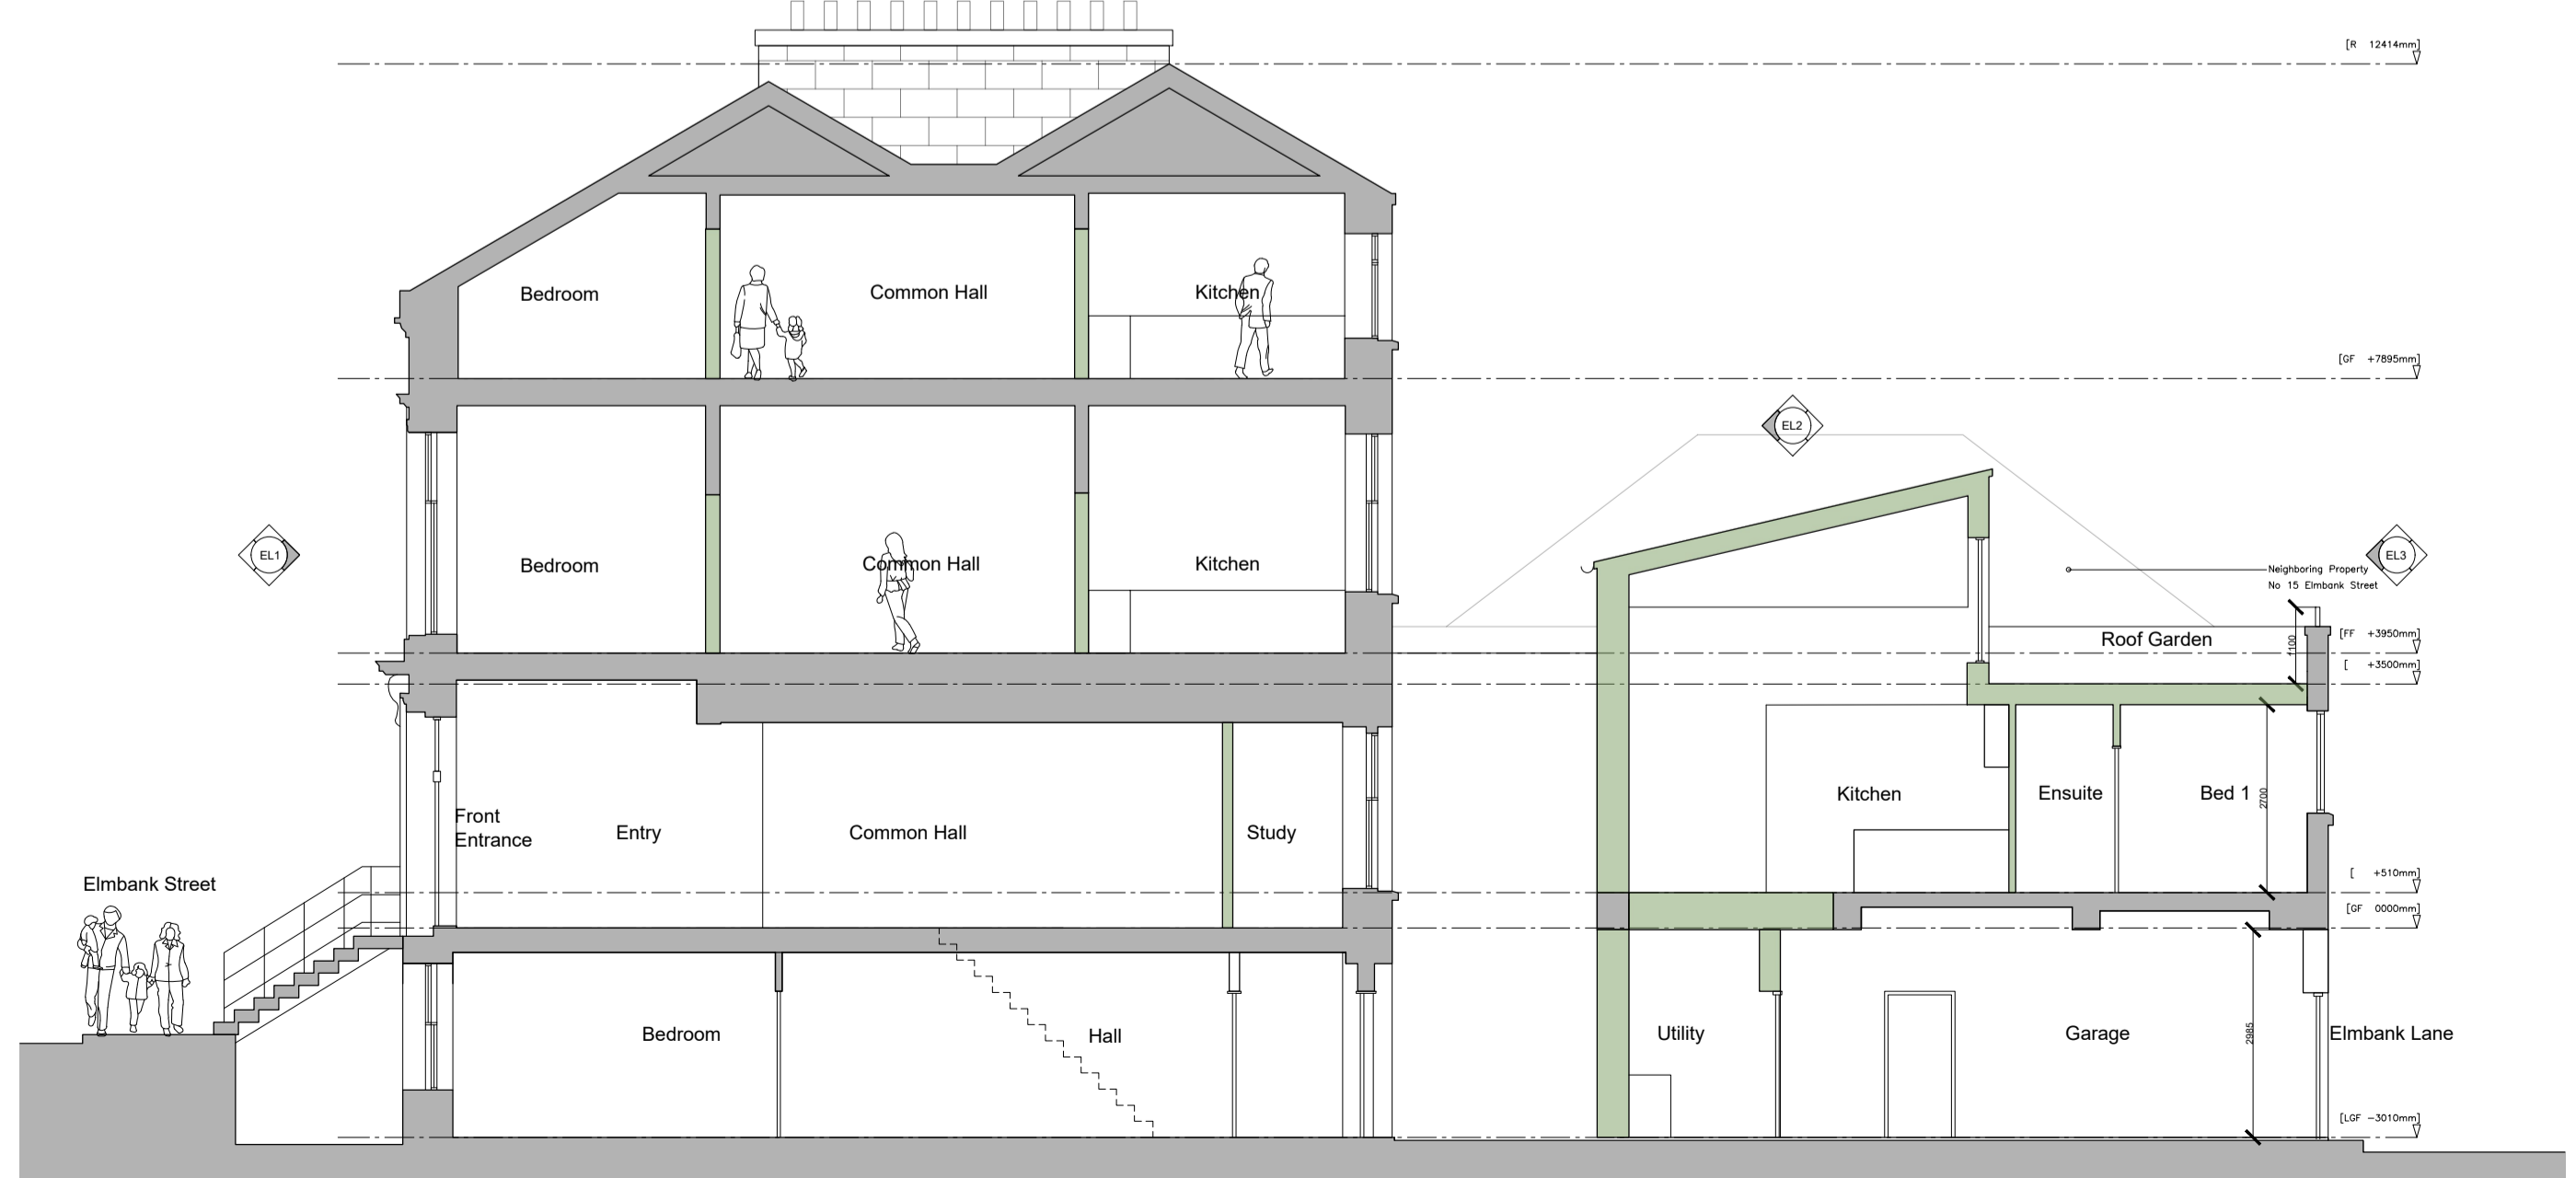 [R 12414mm]
Bedroom
Common Hall
Kitchen
[GF +7895mm]
EL2
EL1
Bedroom
Common Hall
Kitchen
EL3
Neighboring Property
No 15 Elmbank Street
Roof Garden
1100
[FF +3950mm]
[ +3500mm]
Front
Entrance
Entry
Common Hall
Study
Kitchen
Ensuite
Bed 1
2700
Elmbank Street
[ +510mm]
[GF 0000mm]
Bedroom
Hall
Utility
Garage
2985
Elmbank Lane
[LGF -3010mm]